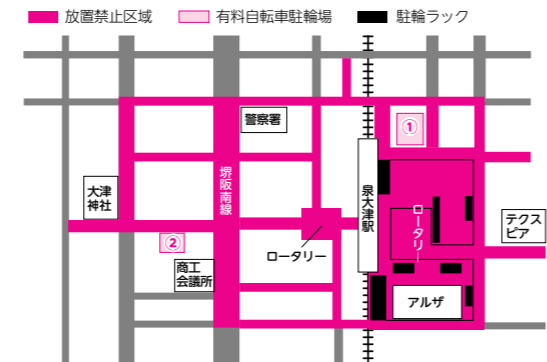 放置禁止区域
有料自転車駐輪場
駐輪ラック
①
警察署
堺阪南線
大津
神社
泉大津駅
ロータリー
テクス
ピア
②
ロータリー
商工
会議所
アルザ